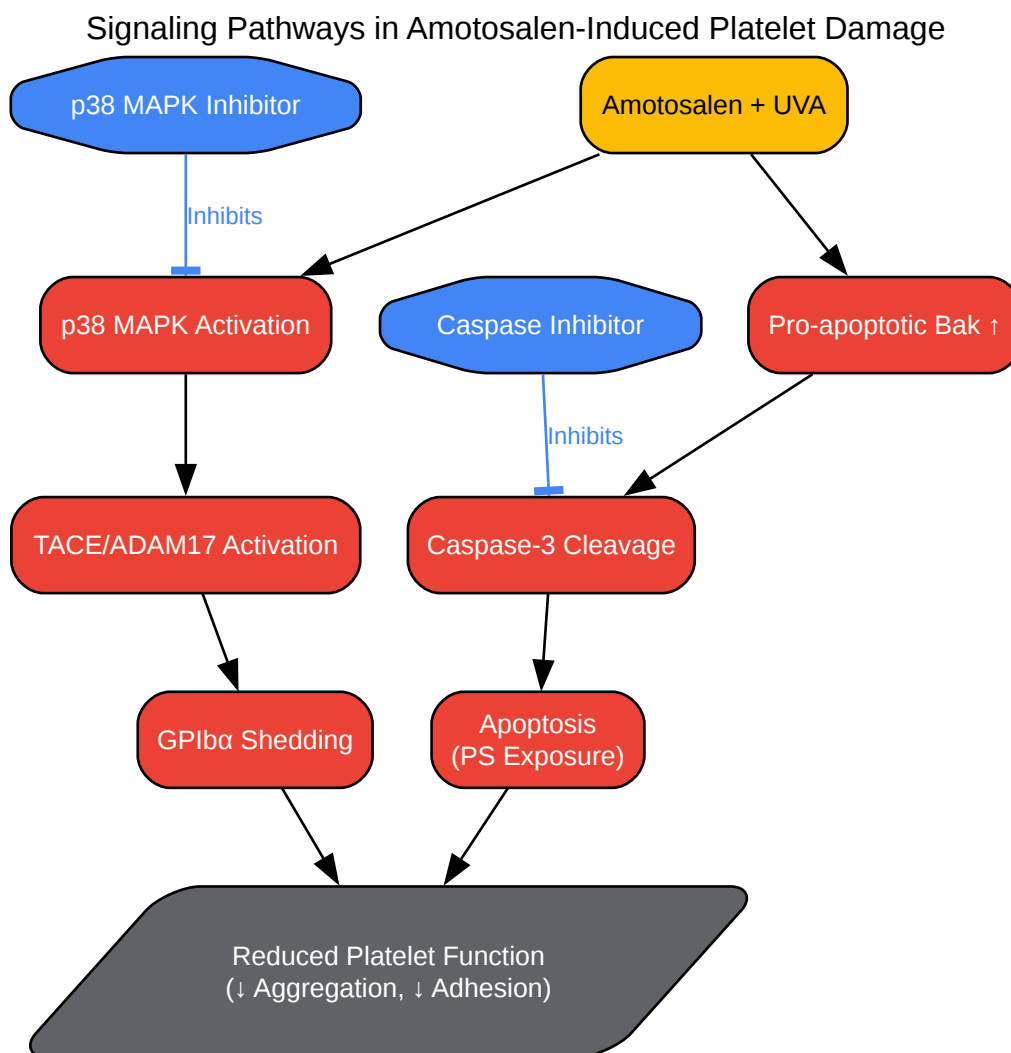 Signaling Pathways in Amotosalen-Induced Platelet Damage
p38 MAPK Inhibitor
Amotosalen + UVA
Inhibits
p38 MAPK Activation
Caspase Inhibitor
Pro-apoptotic Bak ↑
Inhibits
TACE/ADAM17 Activation
Caspase-3 Cleavage
GPIbα Shedding
Apoptosis
(PS Exposure)
Reduced Platelet Function
(↓ Aggregation, ↓ Adhesion)